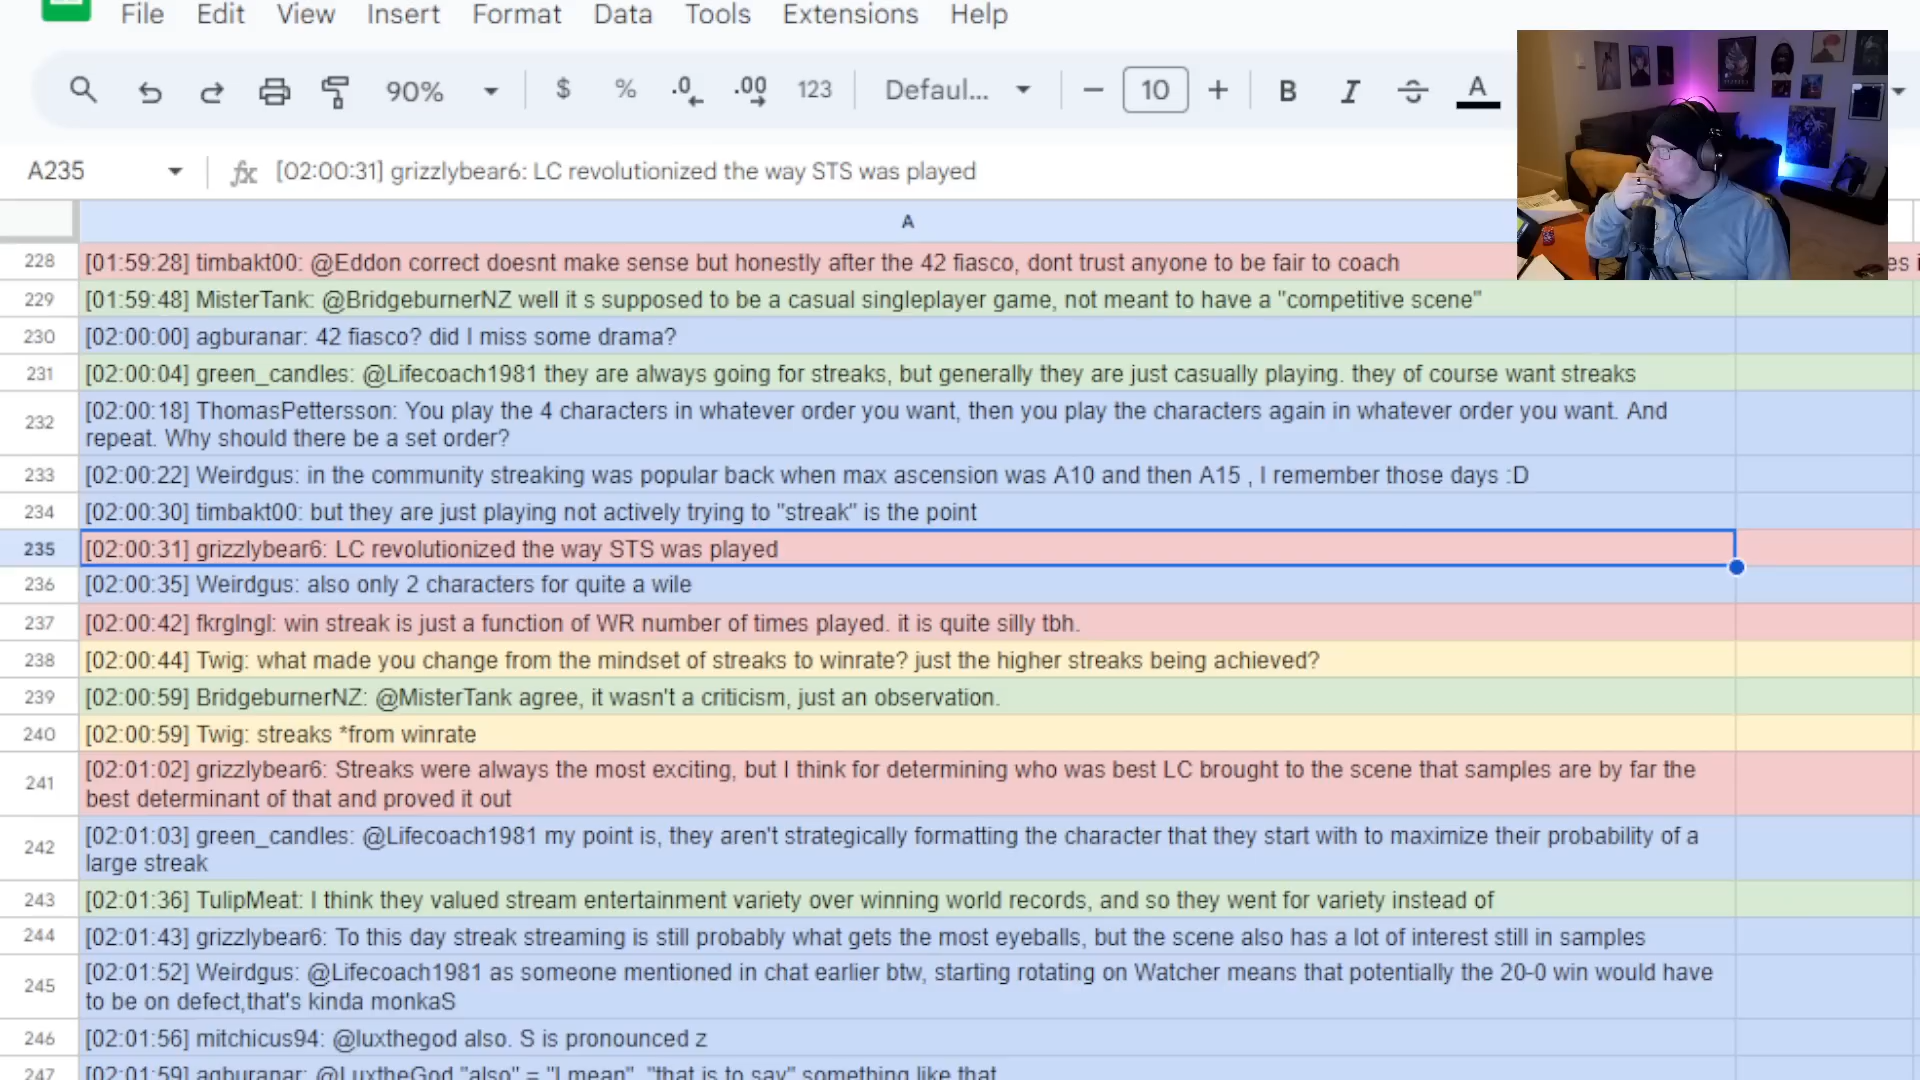 File Edit View Insert Format Data Tools Extensions Help
90% $ % .0 .00 123 Defaul... 10 B I S A
A235 fx [02:00:31] grizzlybear6: LC revolutionized the way STS was played
A
228 [01:59:28] timbakt00: @Eddon correct doesnt make sense but honestly after the 42 fiasco, dont trust anyone to be fair to coach
229 [01:59:48] MisterTank: @BridgeburnerNZ well it s supposed to be a casual singleplayer game, not meant to have a "competitive scene"
230 [02:00:00] agburanar: 42 fiasco? did I miss some drama?
231 [02:00:04] green_candles: @Lifecoach1981 they are always going for streaks, but generally they are just casually playing. they of course want streaks
232 [02:00:18] ThomasPettersson: You play the 4 characters in whatever order you want, then you play the characters again in whatever order you want. And
repeat. Why should there be a set order?
233 [02:00:22] Weirdgus: in the community streaking was popular back when max ascension was A10 and then A15 , I remember those days :D
234 [02:00:30] timbakt00: but they are just playing not actively trying to "streak" is the point
235 [02:00:31] grizzlybear6: LC revolutionized the way STS was played
236 [02:00:35] Weirdgus: also only 2 characters for quite a wile
237 [02:00:42] fkrglngl: win streak is just a function of WR number of times played. it is quite silly tbh.
238 [02:00:44] Twig: what made you change from the mindset of streaks to winrate? just the higher streaks being achieved?
239 [02:00:59] BridgeburnerNZ: @MisterTank agree, it wasn't a criticism, just an observation.
240 [02:00:59] Twig: streaks *from winrate
241 [02:01:02] grizzlybear6: Streaks were always the most exciting, but I think for determining who was best LC brought to the scene that samples are by far the
best determinant of that and proved it out
242 [02:01:03] green_candles: @Lifecoach1981 my point is, they aren't strategically formatting the character that they start with to maximize their probability of a
large streak
243 [02:01:36] TulipMeat: I think they valued stream entertainment variety over winning world records, and so they went for variety instead of
244 [02:01:43] grizzlybear6: To this day streak streaming is still probably what gets the most eyeballs, but the scene also has a lot of interest still in samples
245 [02:01:52] Weirdgus: @Lifecoach1981 as someone mentioned in chat earlier btw, starting rotating on Watcher means that potentially the 20-0 win would have
to be on defect,that's kinda monkaS
246 [02:01:56] mitchicus94: @luxthegod also. S is pronounced z
247 [02:01:59] agburanar: @LuxtheGod "also" = "I mean", "that is to say" something like that